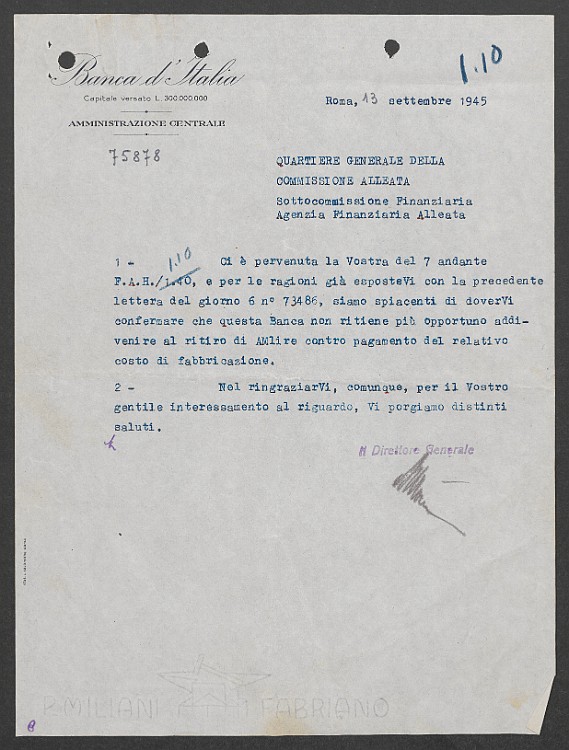 1.10
Banca d'Italia
Capitale versato L. 300.000.000
AMMINISTRAZIONE CENTRALE
75878
Roma, 13 settembre 1945
QUARTIERE GENERALE DELLA
COMMISSIONE ALLEATA
Sottocommissione Finanziaria
Agenzia Finanziaria Alleata
1.10
1 - Ci è pervenuta la Vostra del 7 andante
F.A.H./1.40, e per le ragioni già esposteVi con la precedente
lettera del giorno 6 n° 73486, siamo spiacenti di doverVi
confermare che questa Banca non ritiene più opportuno addi-
venire al ritiro di AMlire contro pagamento del relativo
costo di fabbricazione.
2 - Nel ringraziarVi, comunque, per il Vostro
gentile interessamento al riguardo, Vi porgiamo distinti
saluti.
Il Direttore Generale
P. MILIANI FABRIANO